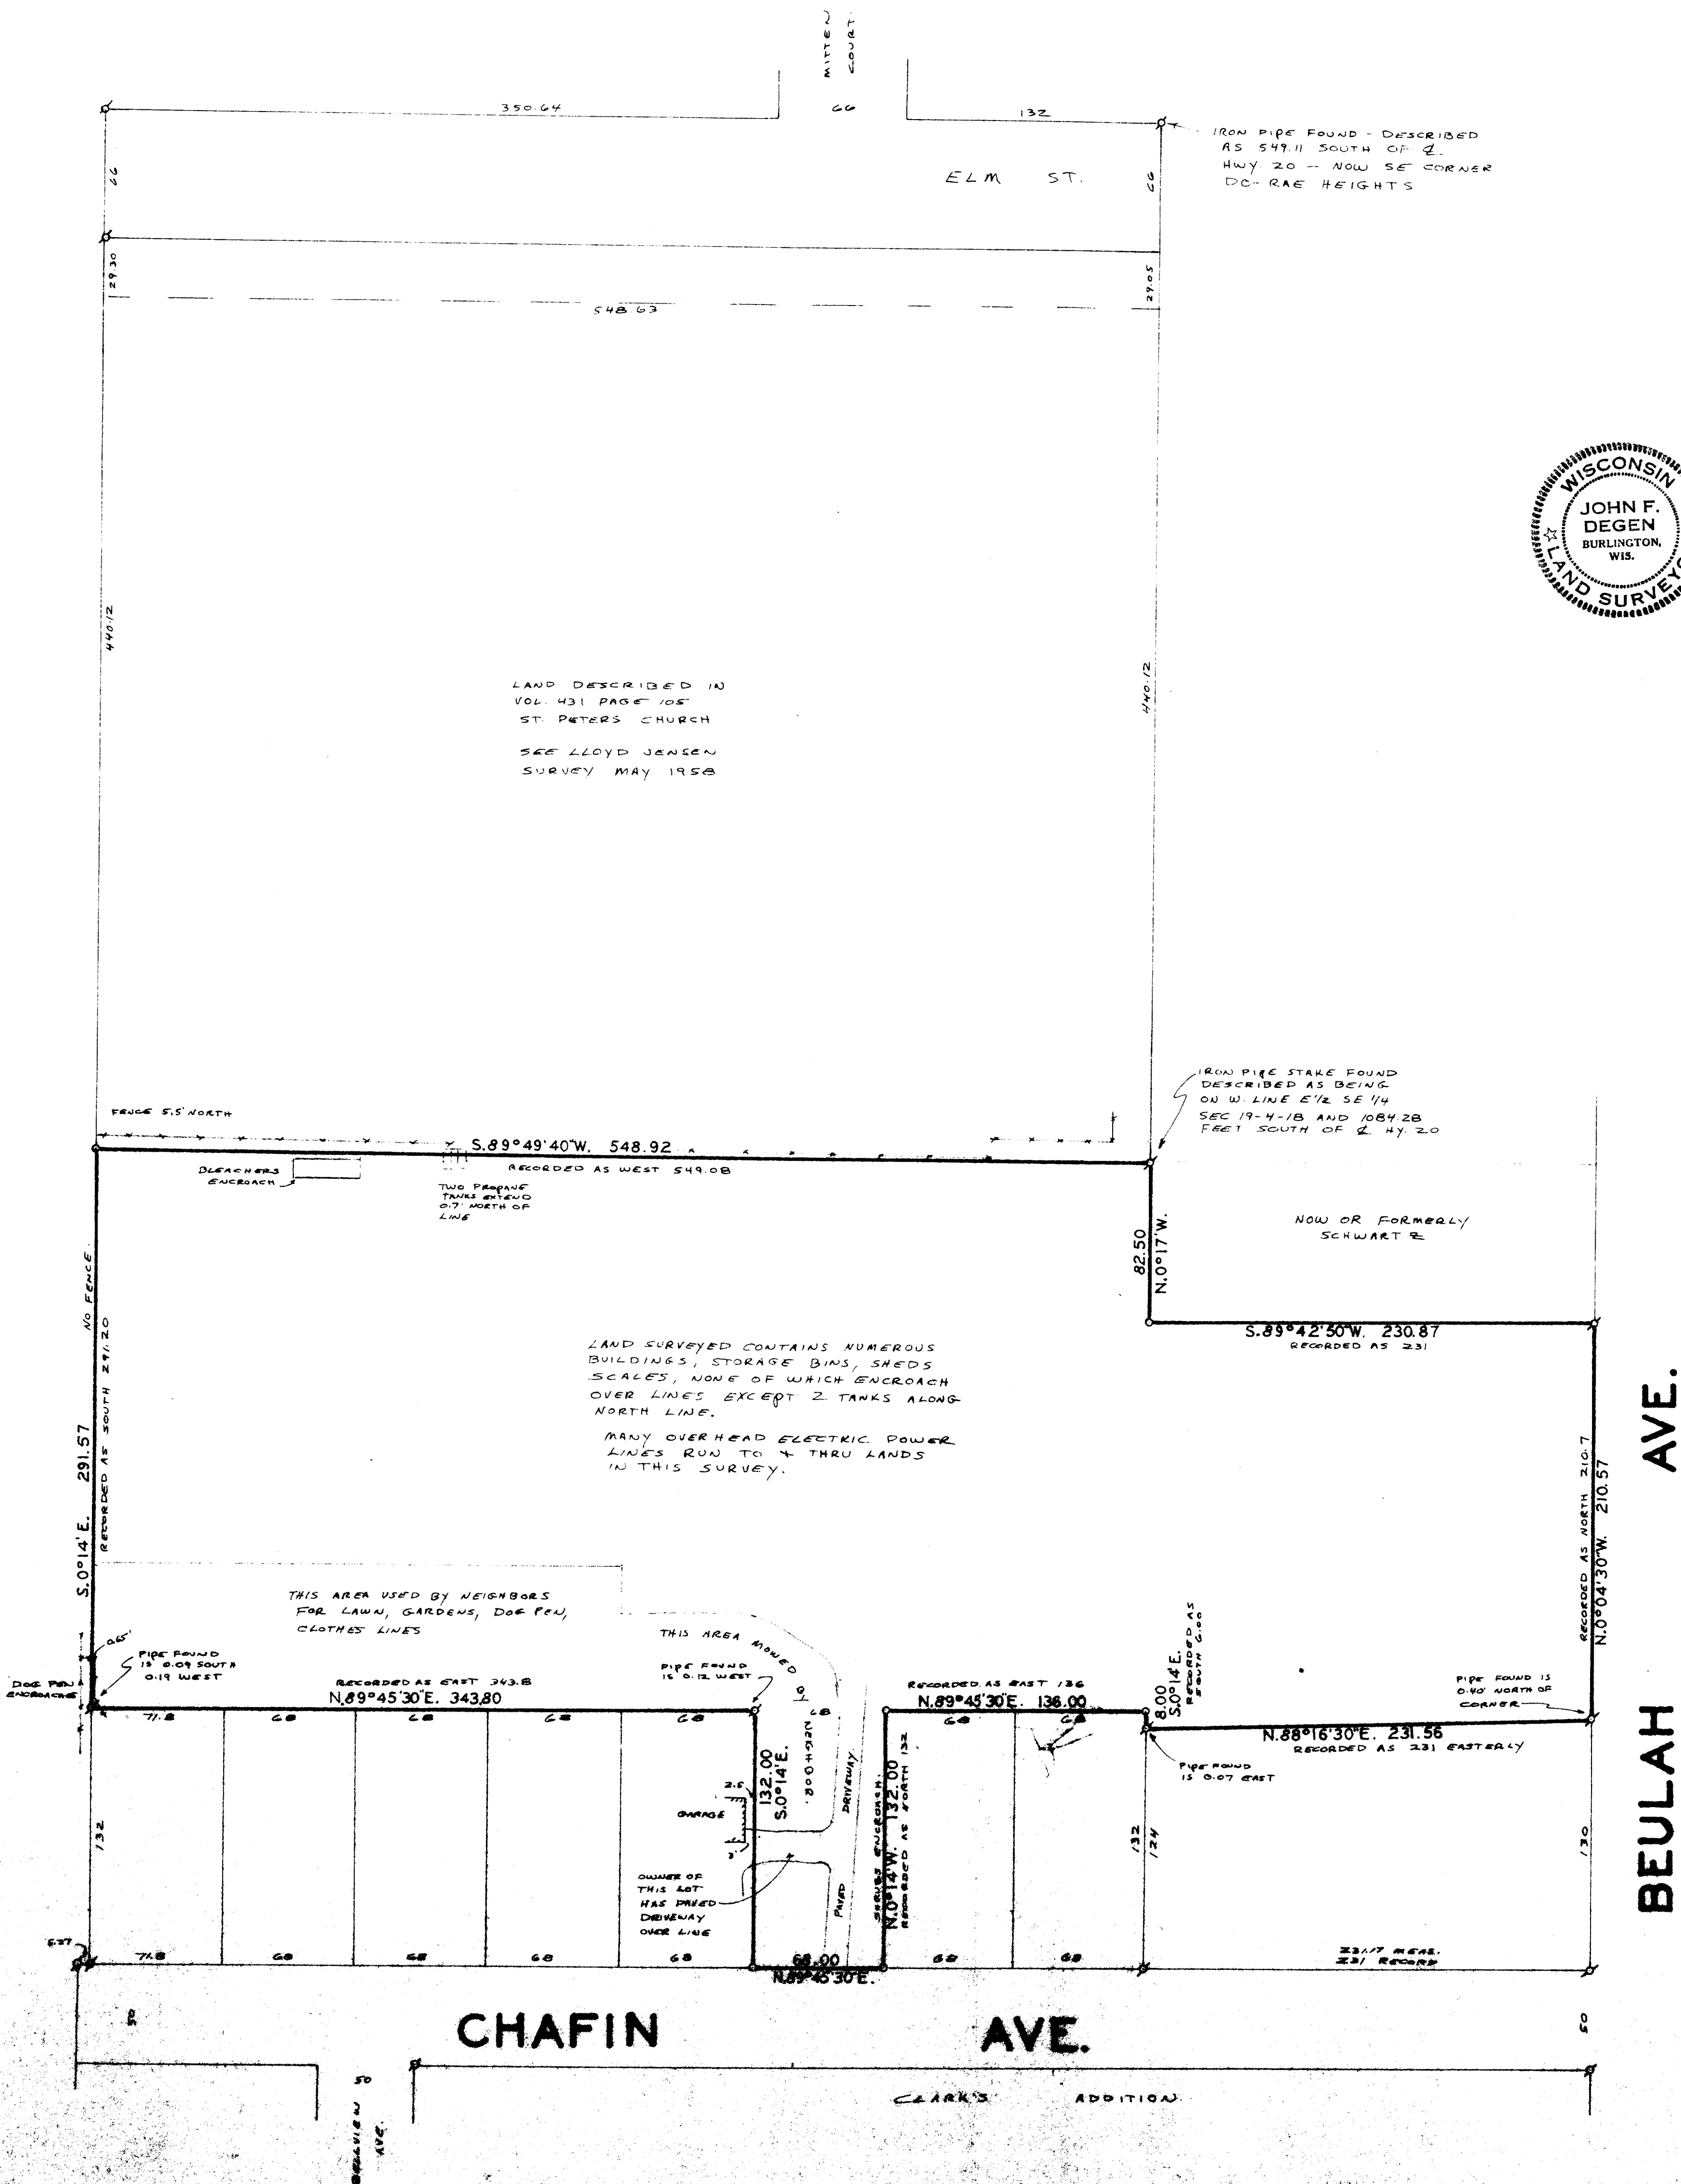 MITTEN
COURT.
350.64
66
132
IRON PIPE FOUND - DESCRIBED
AS 549.11 SOUTH OF ℄
HWY. 20 -- NOW SE CORNER
DC-RAE HEIGHTS
66
ELM ST.
66
29.30
29.05
548.63
WISCONSIN
JOHN F.
DEGEN
BURLINGTON,
WIS.
LAND
440.12
440.12
LAND DESCRIBED IN
VOL. 431 PAGE 105
ST. PETERS CHURCH
SEE LLOYD JENSEN
SURVEY MAY 1958
IRON PIPE STAKE FOUND
DESCRIBED AS BEING
ON W. LINE E 1/2 SE 1/4
SEC 19-4-18 AND 1084.28
FEET SOUTH OF ℄ HY. 20
FENCE 5.5' NORTH
S.89°49'40"W. 548.92
RECORDED AS WEST 549.08
BLEACHERS
ENCROACH
TWO PROPANE
TANKS EXTEND
0.7' NORTH OF
LINE
NOW OR FORMERLY
SCHWARTZ
82.50
N.0°17'W.
S.89°42'50"W. 230.87
RECORDED AS 231
NO FENCE
S.0°14'E. 291.57
RECORDED AS SOUTH 291.20
LAND SURVEYED CONTAINS NUMEROUS
BUILDINGS, STORAGE BINS, SHEDS
SCALES, NONE OF WHICH ENCROACH
OVER LINES EXCEPT 2 TANKS ALONG
NORTH LINE.
MANY OVERHEAD ELECTRIC POWER
LINES RUN TO & THRU LANDS
IN THIS SURVEY.
RECORDED AS NORTH 210.7
N.0°04'30"W. 210.57
BEULAH AVE.
THIS AREA USED BY NEIGHBORS
FOR LAWN, GARDENS, DOG PEN,
CLOTHES LINES
THIS AREA MOWED BY
NEIGHBOR.
0.65'
PIPE FOUND
IS 0.09 SOUTH
0.19 WEST
DOG PEN
ENCROACHES
RECORDED AS EAST 343.8
N.89°45'30"E. 343.80
PIPE FOUND
IS 0.12 WEST
RECORDED AS EAST 136
N.89°45'30"E. 136.00
8.00
S.0°14'E.
RECORDED AS
SOUTH 6.00
PIPE FOUND IS
0.40' NORTH OF
CORNER
71.8 68 68 68 68 68 68 68
N.88°16'30"E. 231.56
RECORDED AS 231 EASTERLY
PIPE FOUND
IS 0.07 EAST
132.00
S.0°14'E.
2.5
GARAGE
3'
PAVED DRIVEWAY
SHRUBS ENCROACH.
N.0°14'W. 132.00
RECORDED AS NORTH 132
132
132
124
130
OWNER OF
THIS LOT
HAS PAVED
DRIVEWAY
OVER LINE
71.8 68 68 68 68 68.00 68 68
N.89°45'30"E.
231.17 MEAS.
231 RECORD
50
CHAFIN AVE.
50
50
AVE.
CLARK'S ADDITION